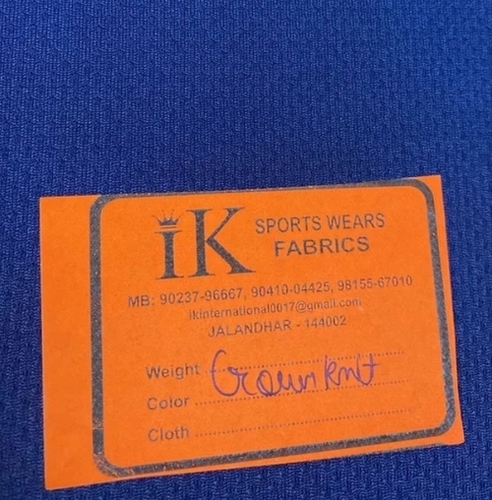 iK SPORTS WEARS
FABRICS
MB: 90237-96667, 90410-04425, 98155-67010
ikinternational0017@gmail.com
JALANDHAR - 144002
Weight
Crown Knit
Color
Cloth